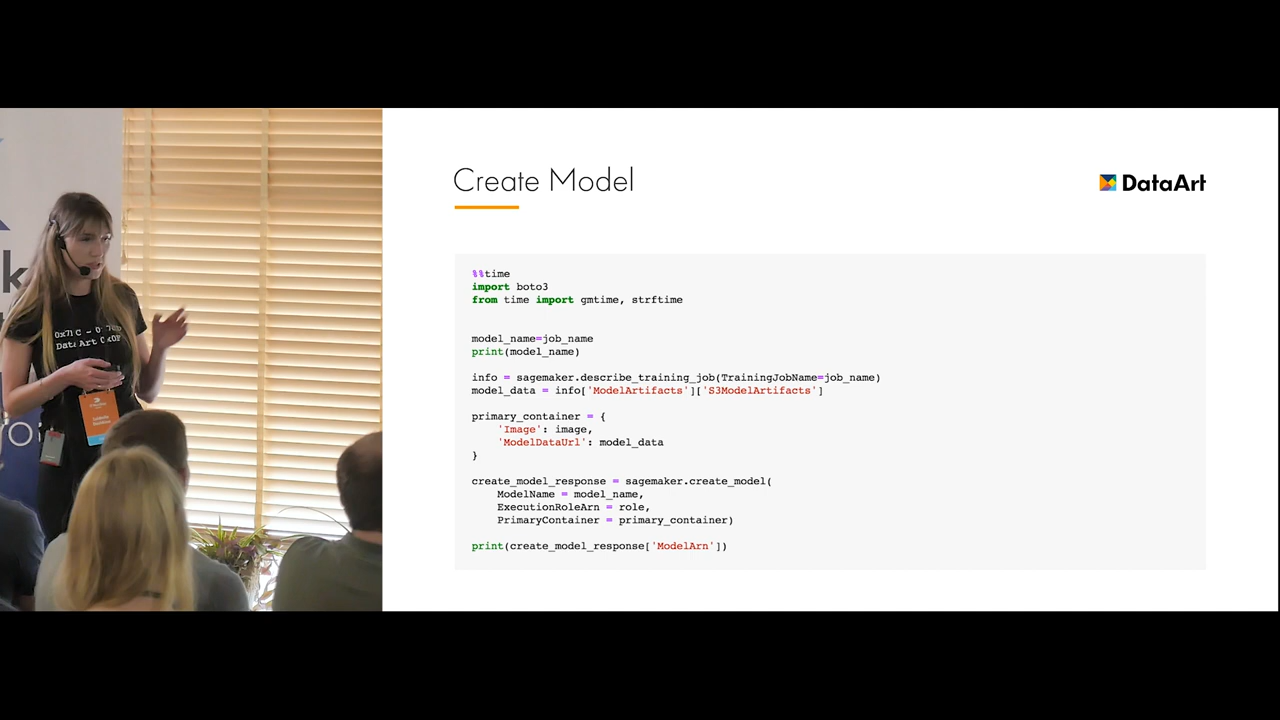 Create Model
DataArt
%%time
import boto3
from time import gmtime, strftime
model_name=job_name
print(model_name)
info = sagemaker.describe_training_job(TrainingJobName=job_name)
model_data = info['ModelArtifacts']['S3ModelArtifacts']
primary_container = {
'Image': image,
'ModelDataUrl': model_data
}
create_model_response = sagemaker.create_model(
ModelName = model_name,
ExecutionRoleArn = role,
PrimaryContainer = primary_container)
print(create_model_response['ModelArn'])